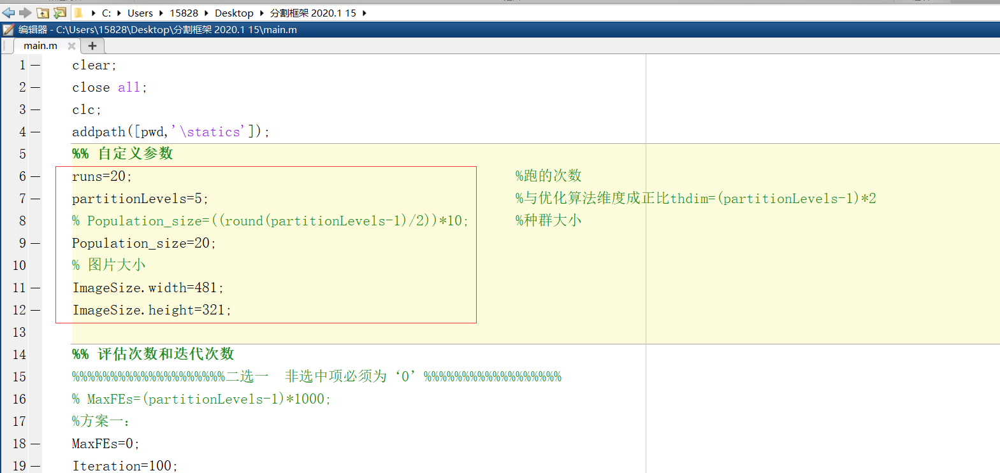 C: Users 15828 Desktop 分割框架 2020.1 15
编辑器 - C:\Users\15828\Desktop\分割框架 2020.1 15\main.m
main.m
1 clear;
2 close all;
3 clc;
4 addpath([pwd,'\statics']);
5 %% 自定义参数
6 runs=20; %跑的次数
7 partitionLevels=5; %与优化算法维度成正比thdim=(partitionLevels-1)*2
8 % Population_size=((round(partitionLevels-1)/2))*10; %种群大小
9 Population_size=20;
10 % 图片大小
11 ImageSize.width=481;
12 ImageSize.height=321;
13
14 %% 评估次数和迭代次数
15 %%%%%%%%%%%%%%%%%%%%二选一 非选中项必须为‘0’%%%%%%%%%%%%%%%%%%
16 % MaxFEs=(partitionLevels-1)*1000;
17 %方案一：
18 MaxFEs=0;
19 Iteration=100;